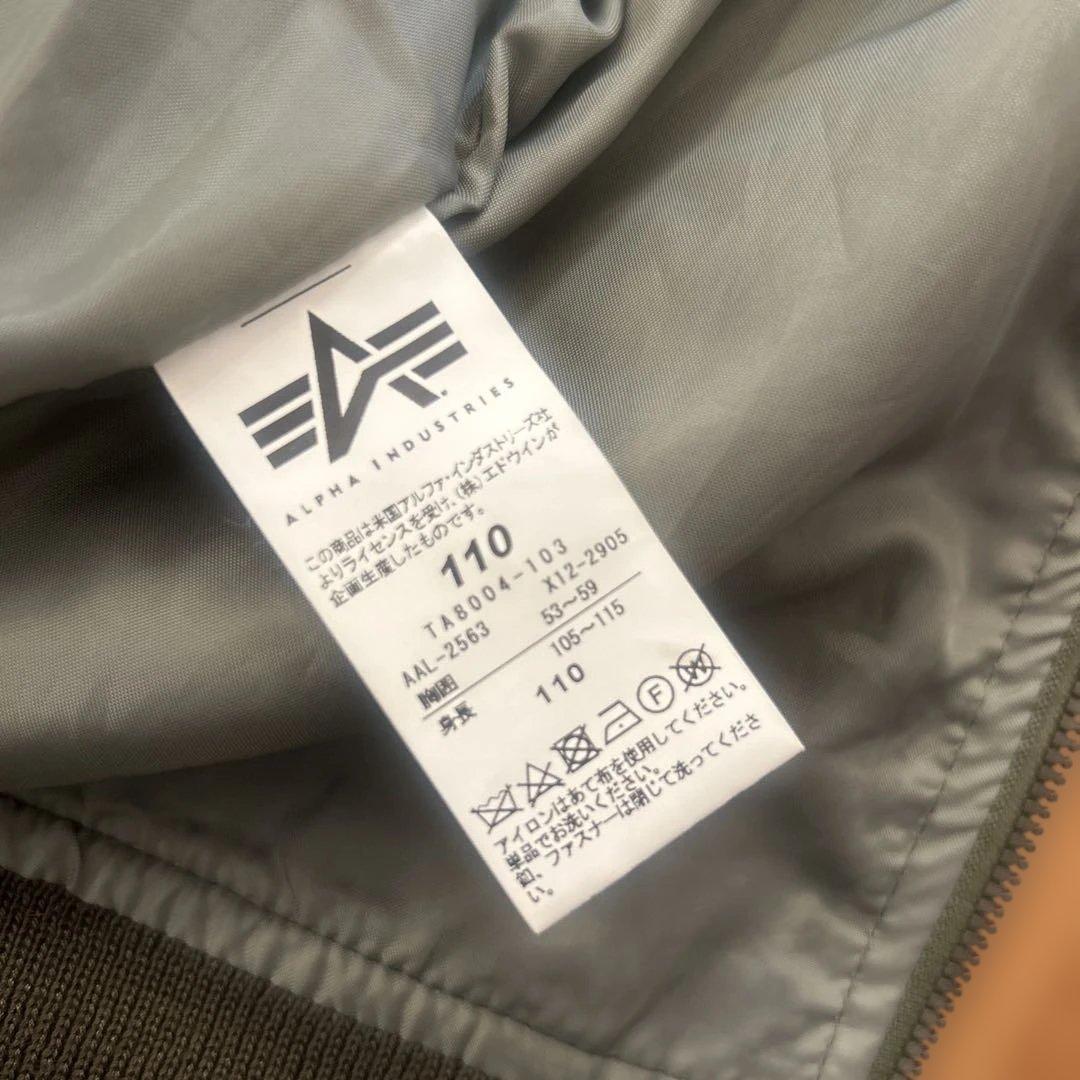 ALPHA INDUSTRIES
この商品は米国アルファ・インダストリーズ社
よりライセンスを受け、(株)エドウインが
企画生産したものです。
110
TA8004-103
AAL-2563 X12-2905
胸囲 53〜59
身長 105〜115
110
F W
アイロンはあて布を使用してください。
単品でお洗いください。
釦、ファスナーは閉じて洗ってくださ
い。